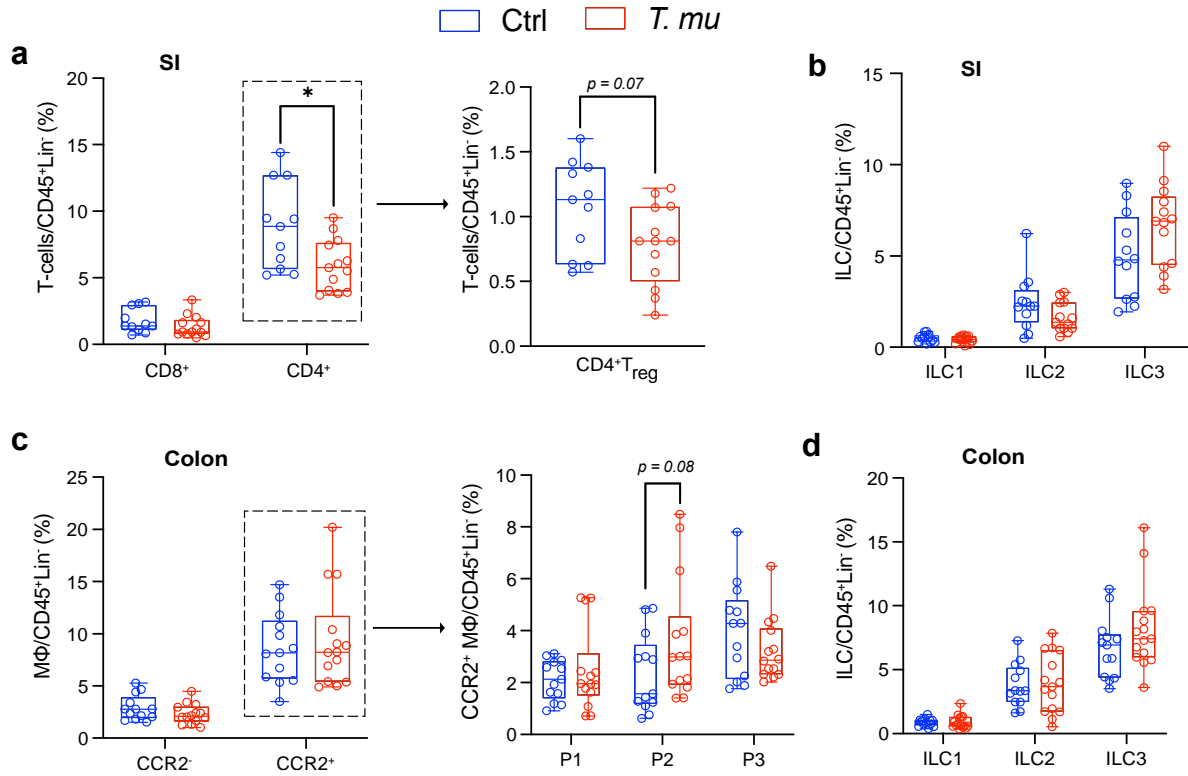 Ctrl T. mu
a
SI
T-cells/CD45⁺Lin⁻ (%)
20
15
10
5
0
*
CD8⁺ CD4⁺
T-cells/CD45⁺Lin⁻ (%)
2.0
1.5
1.0
0.5
0.0
p = 0.07
CD4⁺Treg
b
SI
ILC/CD45⁺Lin⁻ (%)
15
10
5
0
ILC1 ILC2 ILC3
c
Colon
MΦ/CD45⁺Lin⁻ (%)
25
20
15
10
5
0
CCR2⁻ CCR2⁺
CCR2⁺ MΦ/CD45⁺Lin⁻ (%)
10
8
6
4
2
0
p = 0.08
P1 P2 P3
d
Colon
ILC/CD45⁺Lin⁻ (%)
20
15
10
5
0
ILC1 ILC2 ILC3